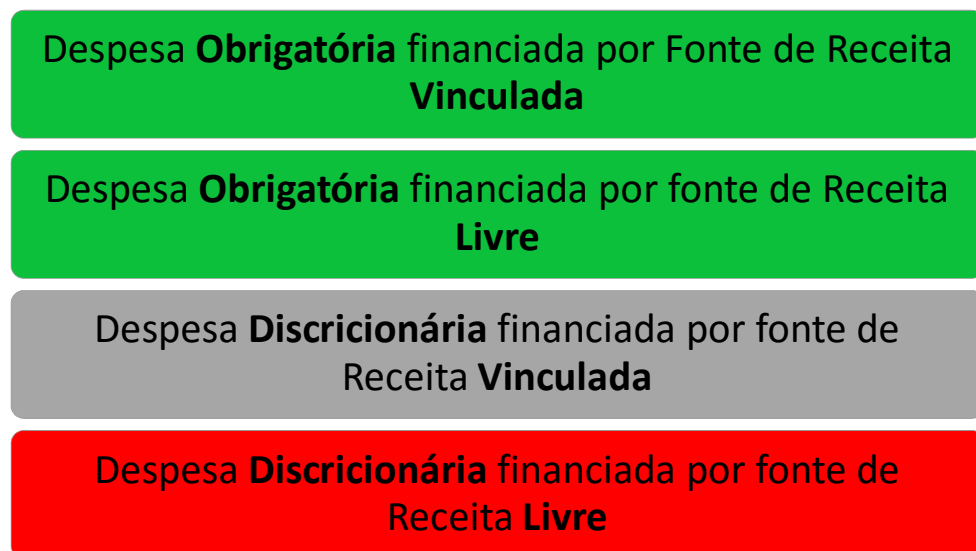 Despesa Obrigatória financiada por Fonte de Receita
Vinculada
Despesa Obrigatória financiada por fonte de Receita
Livre
Despesa Discricionária financiada por fonte de
Receita Vinculada
Despesa Discricionária financiada por fonte de
Receita Livre